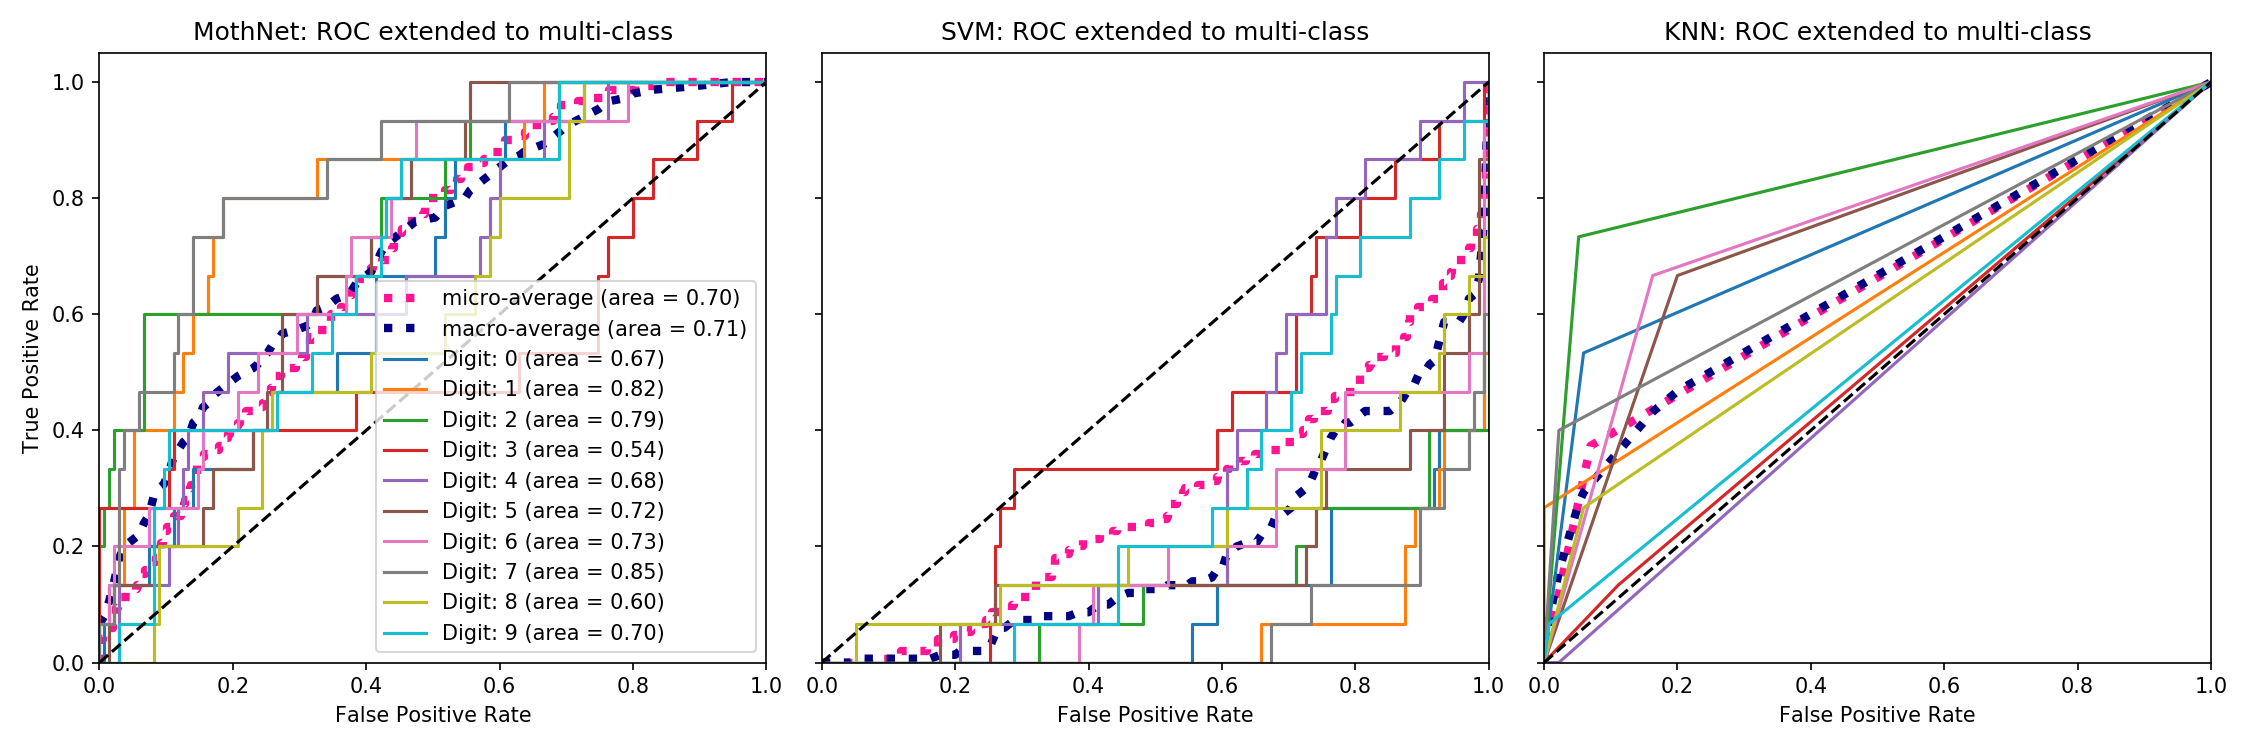 MothNet: ROC extended to multi-class
SVM: ROC extended to multi-class
KNN: ROC extended to multi-class
True Positive Rate
1.0
0.8
0.6
0.4
0.2
0.0
micro-average (area = 0.70)
macro-average (area = 0.71)
Digit: 0 (area = 0.67)
Digit: 1 (area = 0.82)
Digit: 2 (area = 0.79)
Digit: 3 (area = 0.54)
Digit: 4 (area = 0.68)
Digit: 5 (area = 0.72)
Digit: 6 (area = 0.73)
Digit: 7 (area = 0.85)
Digit: 8 (area = 0.60)
Digit: 9 (area = 0.70)
0.0 0.2 0.4 0.6 0.8 1.0
0.0 0.2 0.4 0.6 0.8 1.0
0.0 0.2 0.4 0.6 0.8 1.0
False Positive Rate
False Positive Rate
False Positive Rate